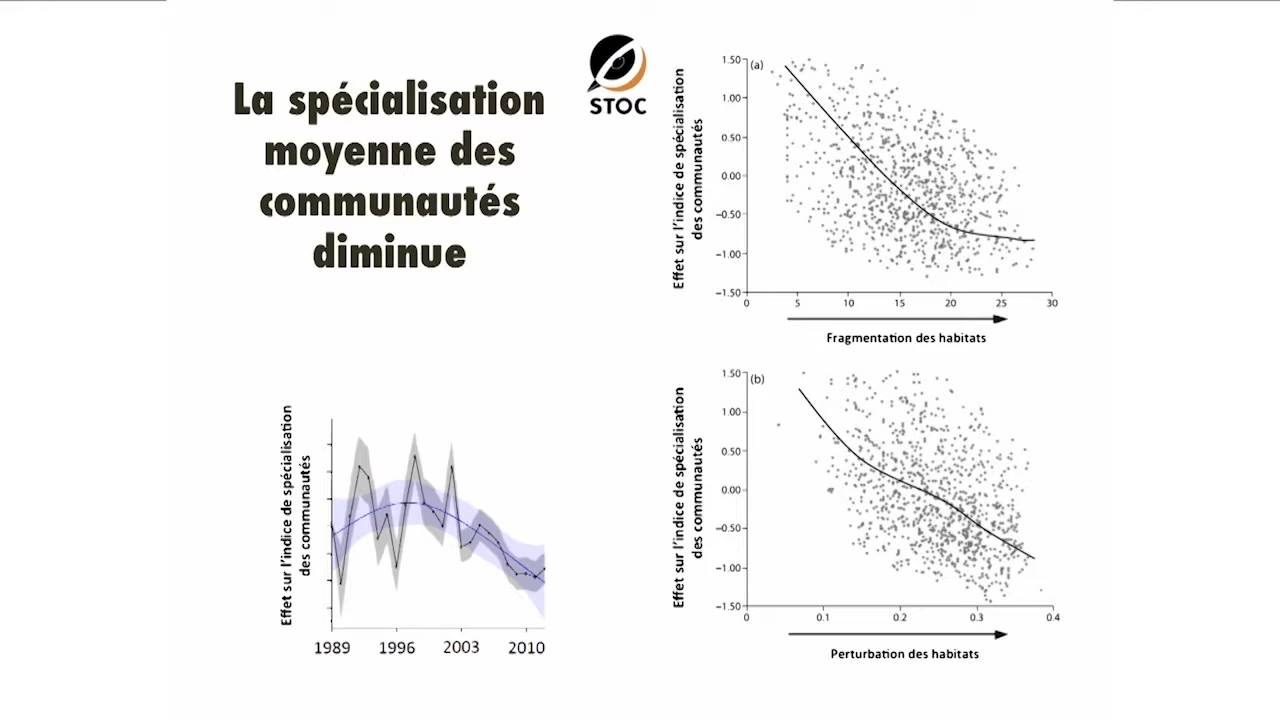 La spécialisation
moyenne des
communautés
diminue
STOC
Effet sur l'indice de spécialisation
des communautés
1.50
(a)
1.00
0.50
0.00
−0.50
−1.00
−1.50
0 5 10 15 20 25 30
Fragmentation des habitats
Effet sur l'indice de spécialisation
des communautés
1.50
(b)
1.00
0.50
0.00
−0.50
−1.00
−1.50
0 0.1 0.2 0.3 0.4
Perturbation des habitats
Effet sur l'indice de spécialisation
des communautés
1989 1996 2003 2010